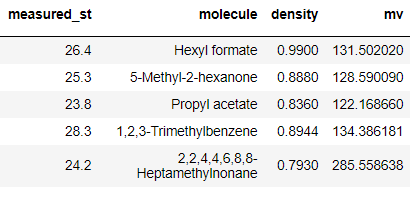 measured_st molecule density mv
26.4 Hexyl formate 0.9900 131.502020
25.3 5-Methyl-2-hexanone 0.8880 128.590090
23.8 Propyl acetate 0.8360 122.168660
28.3 1,2,3-Trimethylbenzene 0.8944 134.386181
24.2 2,2,4,4,6,8,8- 0.7930 285.558638
Heptamethylnonane